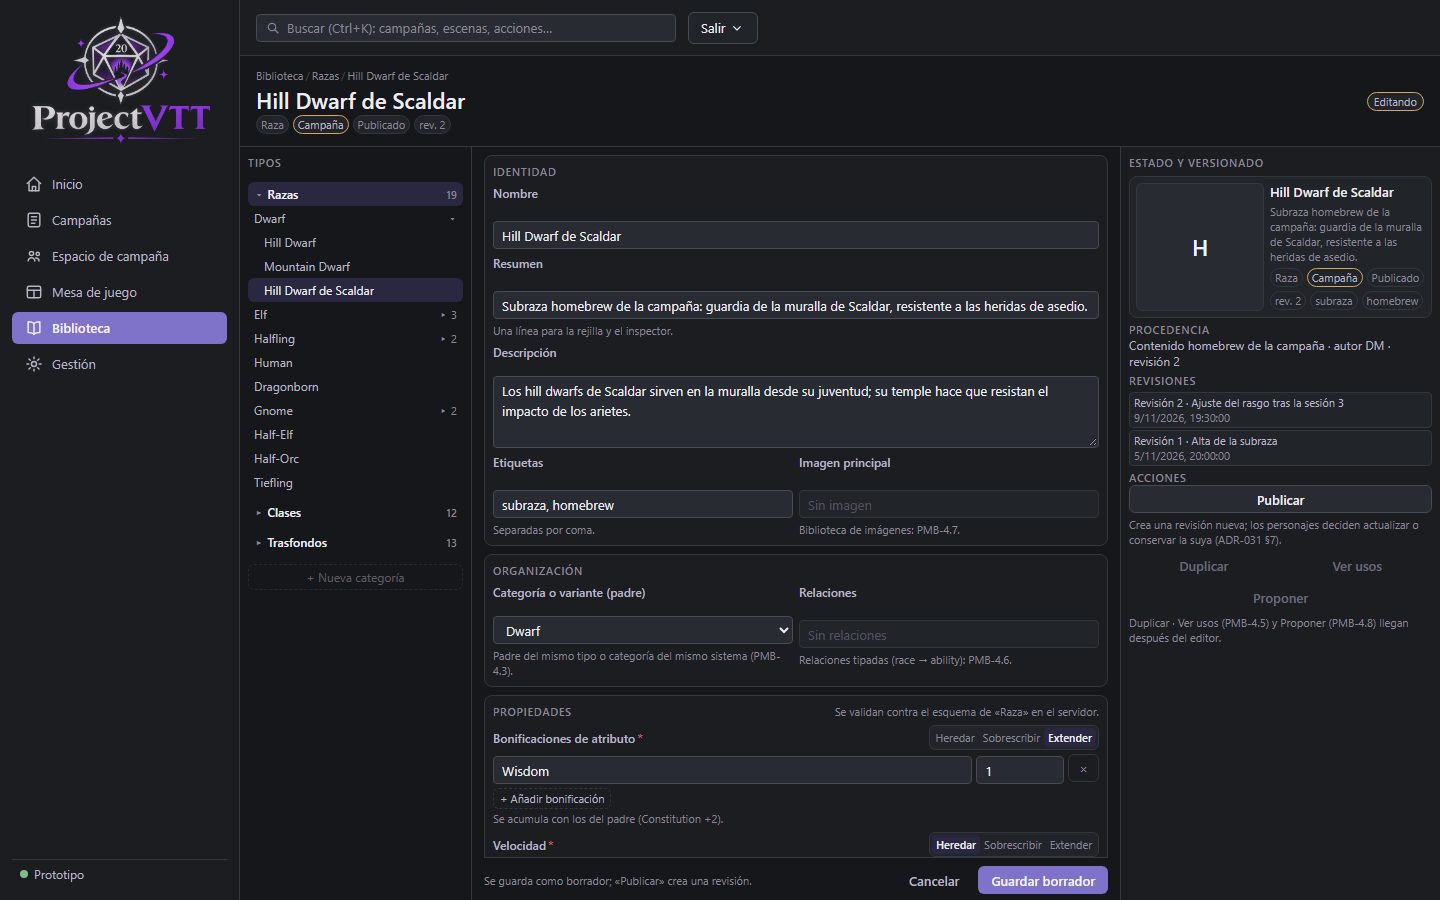 20
ProjectVTT
Inicio
Campañas
Espacio de campaña
Mesa de juego
Biblioteca
Gestión
Prototipo
Buscar (Ctrl+K): campañas, escenas, acciones...
Salir
Biblioteca / Razas / Hill Dwarf de Scaldar
Hill Dwarf de Scaldar
Raza Campaña Publicado rev. 2
Editando
TIPOS
Razas 19
Dwarf
Hill Dwarf
Mountain Dwarf
Hill Dwarf de Scaldar
Elf 3
Halfling 2
Human
Dragonborn
Gnome 2
Half-Elf
Half-Orc
Tiefling
Clases 12
Trasfondos 13
+ Nueva categoría
IDENTIDAD
Nombre
Hill Dwarf de Scaldar
Resumen
Subraza homebrew de la campaña: guardia de la muralla de Scaldar, resistente a las heridas de asedio.
Una línea para la rejilla y el inspector.
Descripción
Los hill dwarfs de Scaldar sirven en la muralla desde su juventud; su temple hace que resistan el
impacto de los arietes.
Etiquetas
subraza, homebrew
Separadas por coma.
Imagen principal
Sin imagen
Biblioteca de imágenes: PMB-4.7.
ORGANIZACIÓN
Categoría o variante (padre)
Dwarf
Padre del mismo tipo o categoría del mismo sistema (PMB-
4.3).
Relaciones
Sin relaciones
Relaciones tipadas (race → ability): PMB-4.6.
PROPIEDADES
Se validan contra el esquema de «Raza» en el servidor.
Bonificaciones de atributo *
Heredar Sobrescribir Extender
Wisdom
1
×
+ Añadir bonificación
Se acumula con los del padre (Constitution +2).
Velocidad *
Heredar Sobrescribir Extender
Se guarda como borrador; «Publicar» crea una revisión.
Cancelar
Guardar borrador
ESTADO Y VERSIONADO
H
Hill Dwarf de Scaldar
Subraza homebrew de la
campaña: guardia de la muralla
de Scaldar, resistente a las
heridas de asedio.
Raza Campaña Publicado
rev. 2 subraza homebrew
PROCEDENCIA
Contenido homebrew de la campaña · autor DM ·
revisión 2
REVISIONES
Revisión 2 · Ajuste del rasgo tras la sesión 3
9/11/2026, 19:30:00
Revisión 1 · Alta de la subraza
5/11/2026, 20:00:00
ACCIONES
Publicar
Crea una revisión nueva; los personajes deciden actualizar o
conservar la suya (ADR-031 §7).
Duplicar
Ver usos
Proponer
Duplicar · Ver usos (PMB-4.5) y Proponer (PMB-4.8) llegan
después del editor.